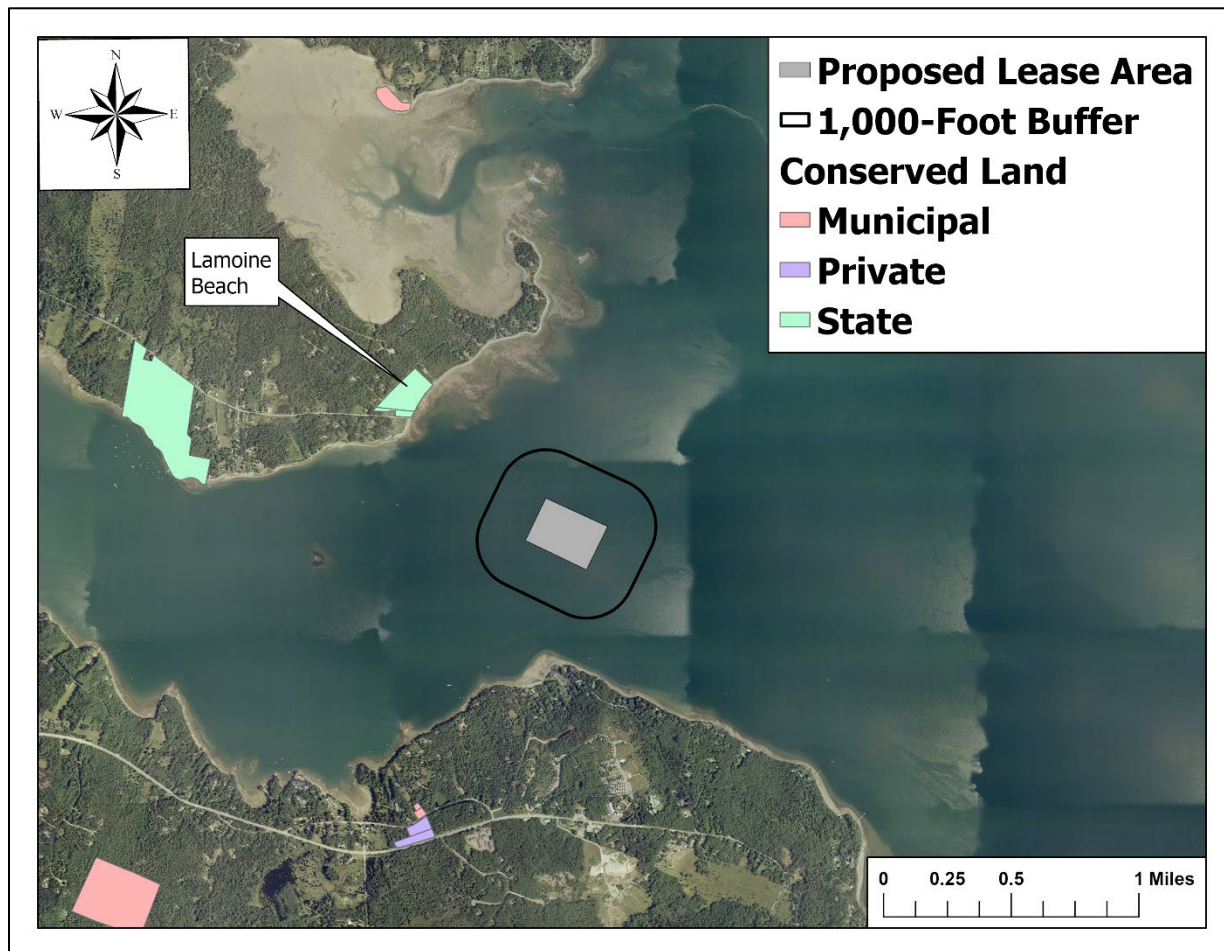 N
W
E
S
Proposed Lease Area
1,000-Foot Buffer
Conserved Land
Municipal
Private
State
Lamoine
Beach
0 0.25 0.5 1 Miles